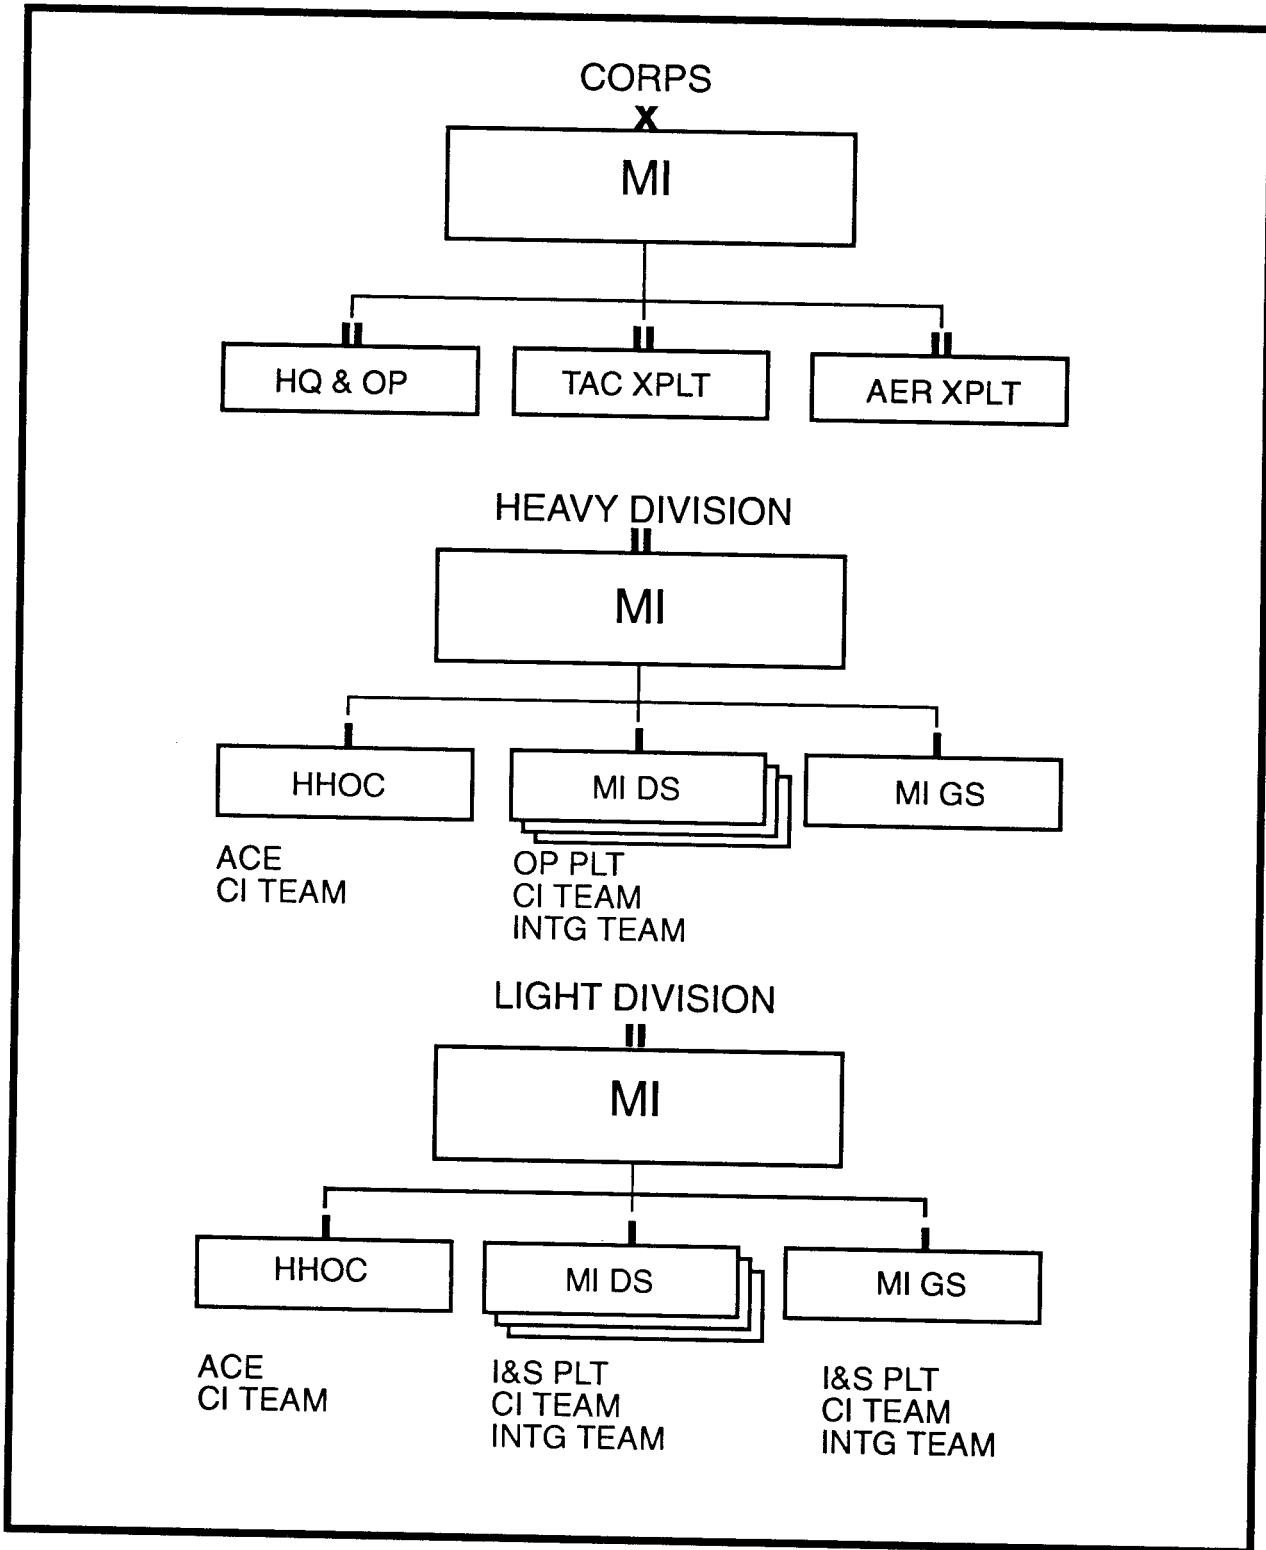 CORPS
X
MI
II II II
HQ & OP TAC XPLT AER XPLT
HEAVY DIVISION
II
MI
I I I
HHOC MI DS MI GS
ACE OP PLT
CI TEAM CI TEAM
INTG TEAM
LIGHT DIVISION
II
MI
I I I
HHOC MI DS MI GS
ACE I&S PLT I&S PLT
CI TEAM CI TEAM CI TEAM
INTG TEAM INTG TEAM